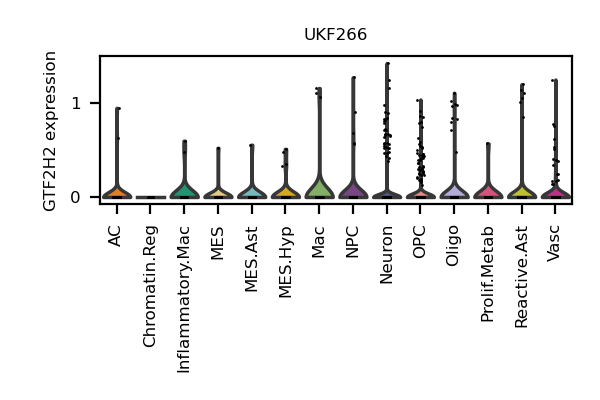 UKF266
GTF2H2 expression
1
0
AC
Chromatin.Reg
Inflammatory.Mac
MES
MES.Ast
MES.Hyp
Mac
NPC
Neuron
OPC
Oligo
Prolif.Metab
Reactive.Ast
Vasc